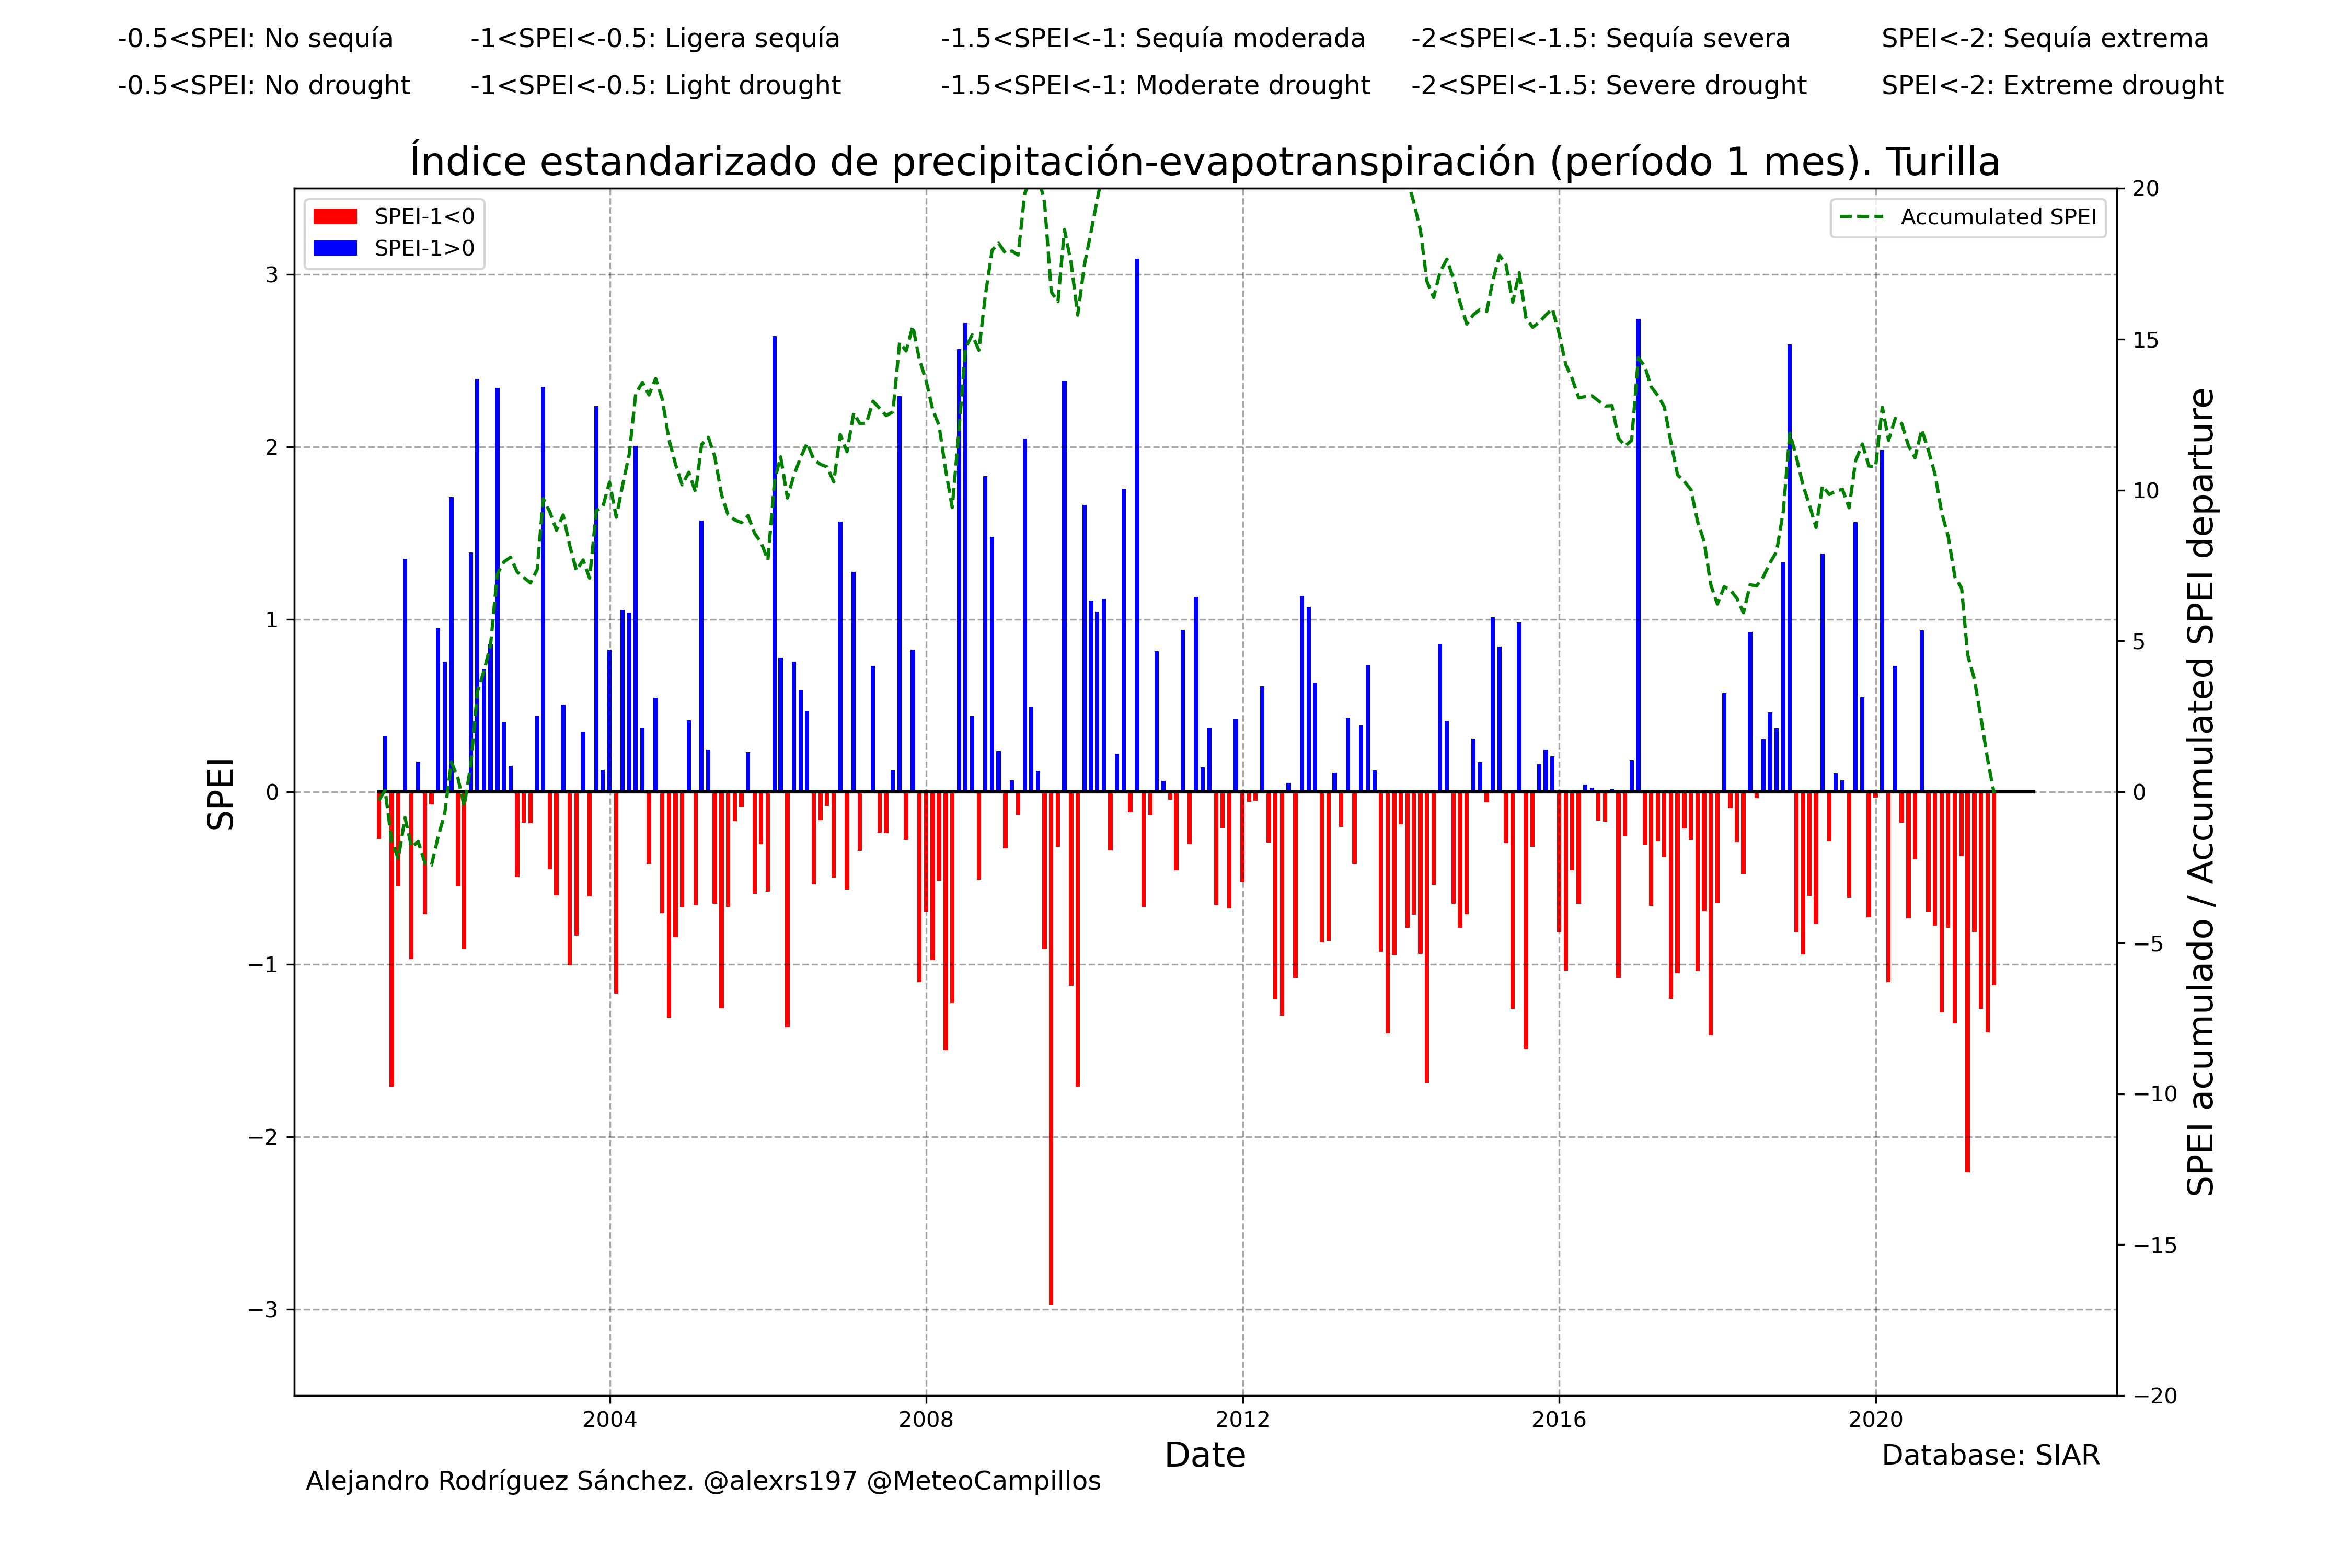 -0.5<SPEI: No sequía -1<SPEI<-0.5: Ligera sequía -1.5<SPEI<-1: Sequía moderada -2<SPEI<-1.5: Sequía severa SPEI<-2: Sequía extrema
-0.5<SPEI: No drought -1<SPEI<-0.5: Light drought -1.5<SPEI<-1: Moderate drought -2<SPEI<-1.5: Severe drought SPEI<-2: Extreme drought
Índice estandarizado de precipitación-evapotranspiración (período 1 mes). Turilla
SPEI-1<0
SPEI-1>0
Accumulated SPEI
SPEI
3
2
1
0
−1
−2
−3
20
15
10
5
0
−5
−10
−15
−20
SPEI acumulado / Accumulated SPEI departure
2004 2008 2012 2016 2020
Date
Database: SIAR
Alejandro Rodríguez Sánchez. @alexrs197 @MeteoCampillos